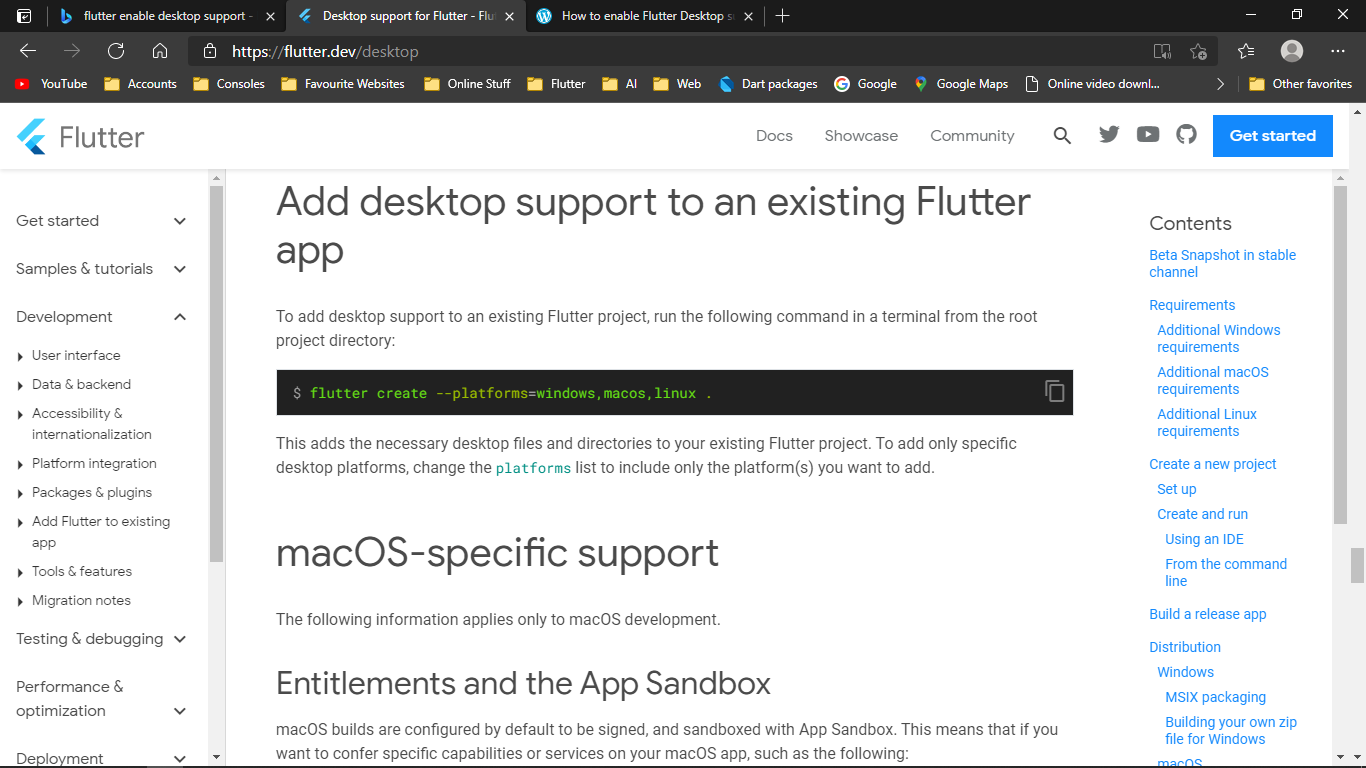 flutter enable desktop support -
Desktop support for Flutter - Flu
How to enable Flutter Desktop s
https://flutter.dev/desktop
YouTube
Accounts
Consoles
Favourite Websites
Online Stuff
Flutter
AI
Web
Dart packages
Google
Google Maps
Online video downl...
Other favorites
Flutter
Docs
Showcase
Community
Get started
Get started
Samples & tutorials
Development
User interface
Data & backend
Accessibility &
internationalization
Platform integration
Packages & plugins
Add Flutter to existing
app
Tools & features
Migration notes
Testing & debugging
Performance &
optimization
Deployment
Add desktop support to an existing Flutter
app
To add desktop support to an existing Flutter project, run the following command in a terminal from the root
project directory:
$ flutter create --platforms=windows,macos,linux .
This adds the necessary desktop files and directories to your existing Flutter project. To add only specific
desktop platforms, change the platforms list to include only the platform(s) you want to add.
macOS-specific support
The following information applies only to macOS development.
Entitlements and the App Sandbox
macOS builds are configured by default to be signed, and sandboxed with App Sandbox. This means that if you
want to confer specific capabilities or services on your macOS app, such as the following:
Contents
Beta Snapshot in stable
channel
Requirements
Additional Windows
requirements
Additional macOS
requirements
Additional Linux
requirements
Create a new project
Set up
Create and run
Using an IDE
From the command
line
Build a release app
Distribution
Windows
MSIX packaging
Building your own zip
file for Windows
macOS